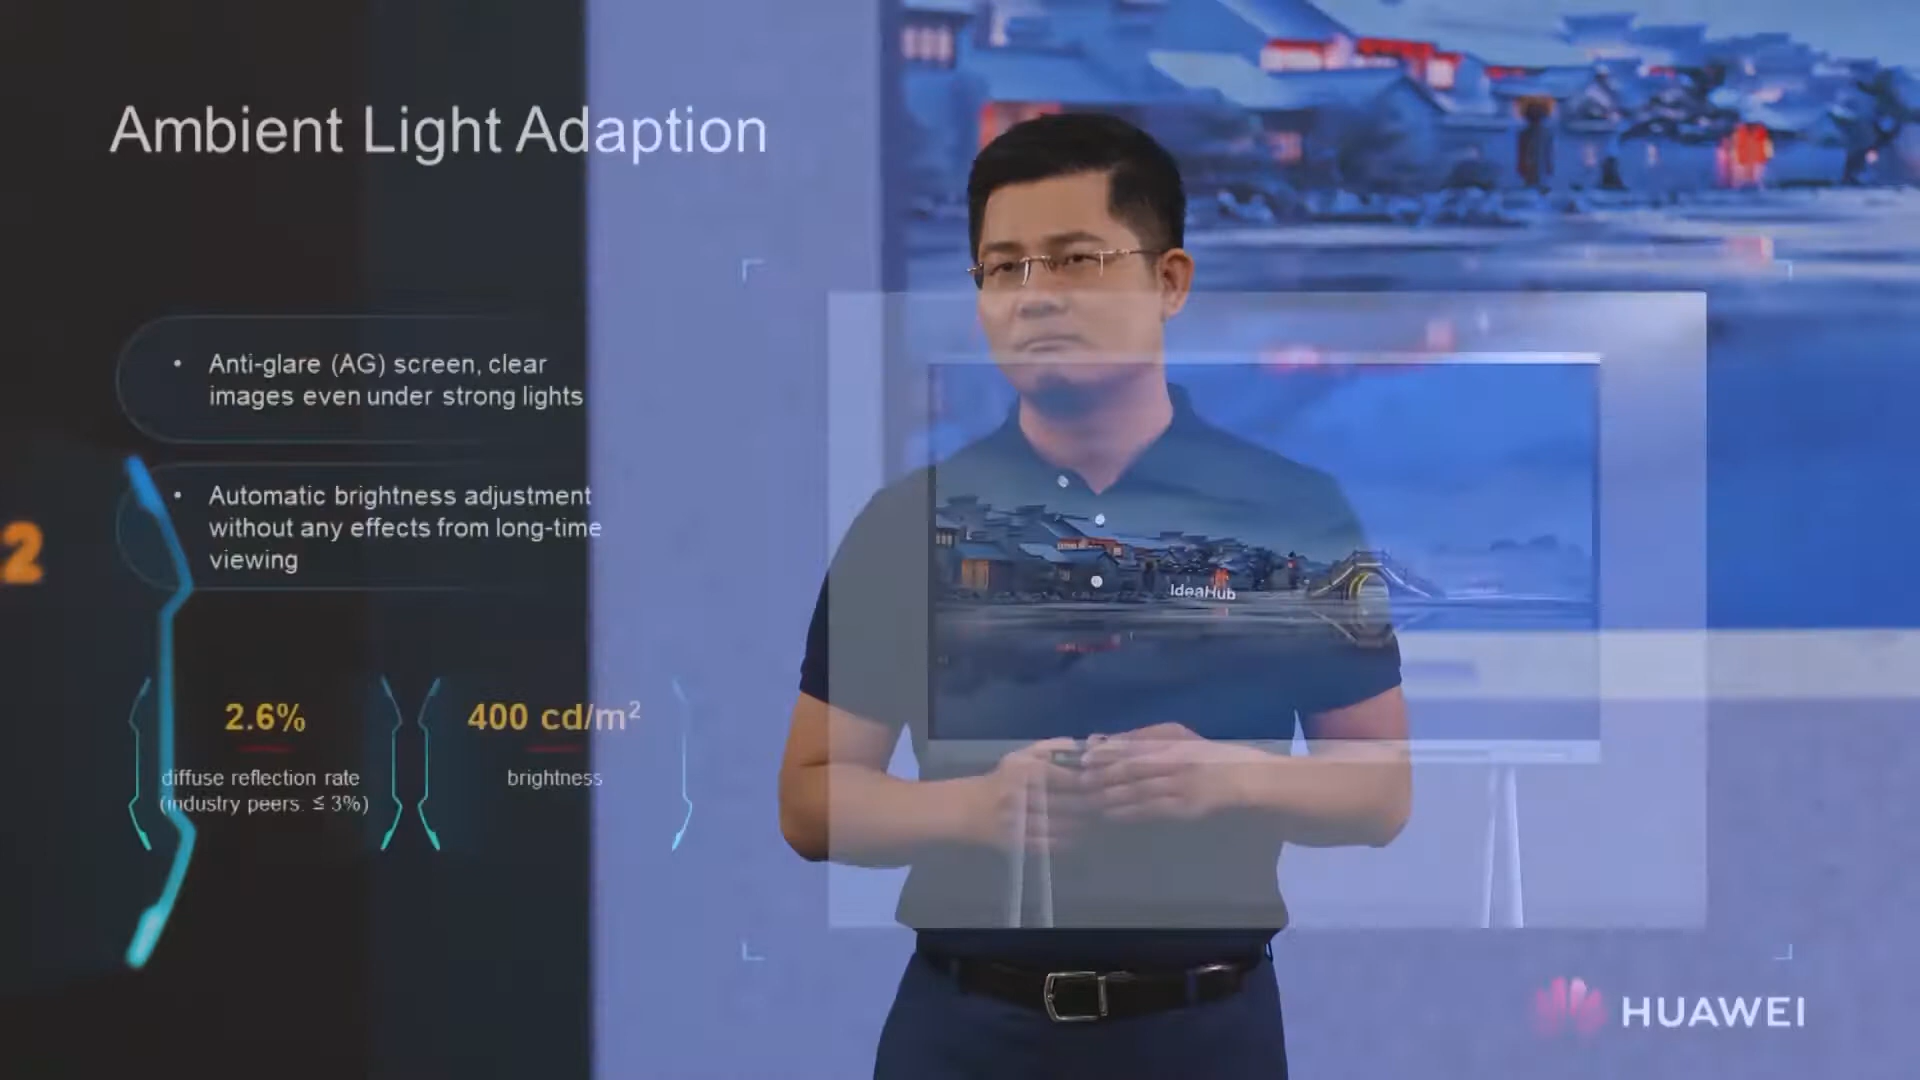 Ambient Light Adaption
• Anti-glare (AG) screen, clear
images even under strong lights
• Automatic brightness adjustment
without any effects from long-time
viewing
2
2.6%
400 cd/m²
diffuse reflection rate
(industry peers: ≤ 3%)
brightness
IdeaHub
HUAWEI